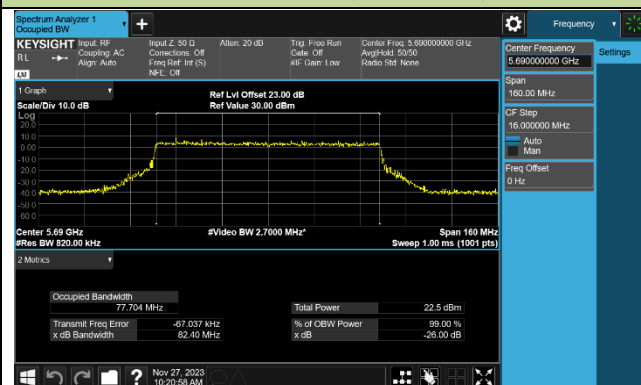 Spectrum Analyzer 1
Occupied BW
Frequency
KEYSIGHT
RL
Input: RF
Coupling: AC
Align: Auto
Input Z: 50 Ω
Corrections: Off
Freq Ref: Int (S)
NFE: Off
Atten: 20 dB
Trig: Free Run
Gate: Off
#IF Gain: Low
Center Freq: 5.690000000 GHz
Avg|Hold: 50/50
Radio Std: None
LXI
Center Frequency
5.690000000 GHz
Settings
Span
160.00 MHz
CF Step
16.000000 MHz
Auto
Man
Freq Offset
0 Hz
1 Graph
Scale/Div 10.0 dB
Ref Lvl Offset 23.00 dB
Ref Value 30.00 dBm
Log
20.0
10.0
0.00
-10.0
-20.0
-30.0
-40.0
-50.0
-60.0
Center 5.69 GHz
#Res BW 820.00 kHz
#Video BW 2.7000 MHz*
Span 160 MHz
Sweep 1.00 ms (1001 pts)
2 Metrics
Occupied Bandwidth
77.704 MHz
Total Power
22.5 dBm
Transmit Freq Error
-67.037 kHz
% of OBW Power
99.00 %
x dB Bandwidth
82.40 MHz
x dB
-26.00 dB
?
Nov 27, 2023
10:20:58 AM